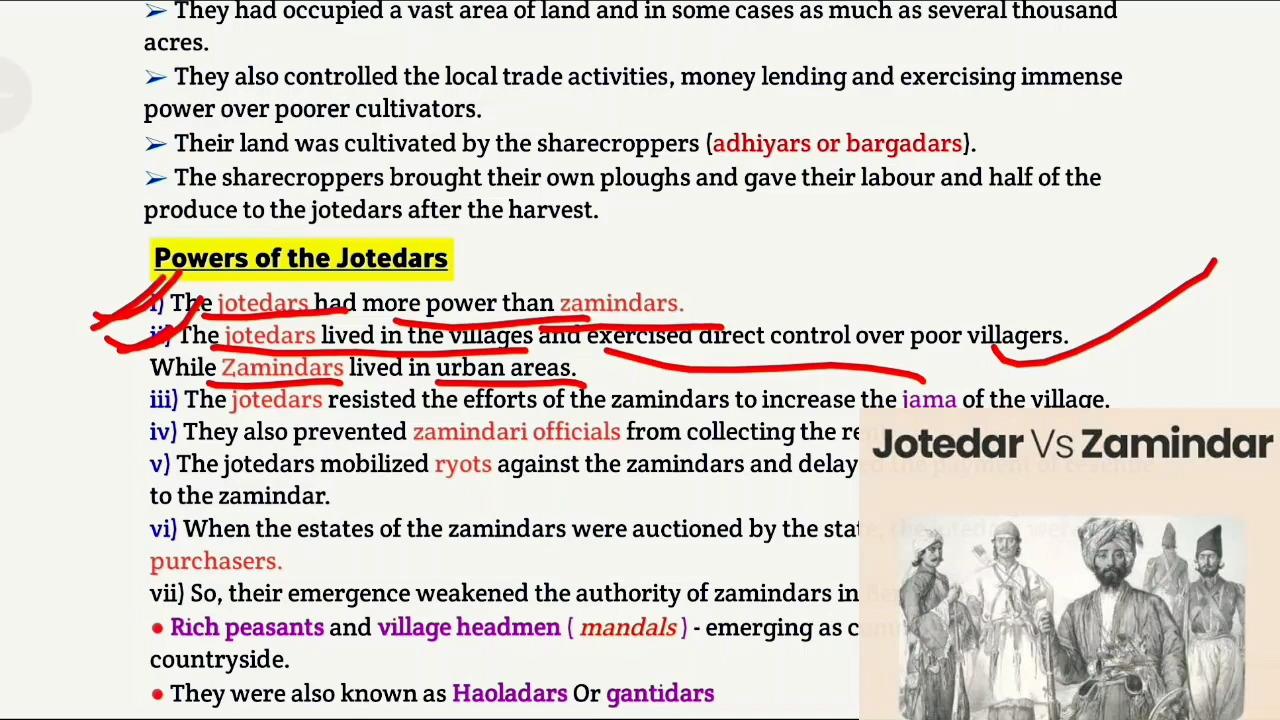 ➢ They had occupied a vast area of land and in some cases as much as several thousand
acres.
➢ They also controlled the local trade activities, money lending and exercising immense
power over poorer cultivators.
➢ Their land was cultivated by the sharecroppers (adhiyars or bargadars).
➢ The sharecroppers brought their own ploughs and gave their labour and half of the
produce to the jotedars after the harvest.
Powers of the Jotedars
i) The jotedars had more power than zamindars.
ii) The jotedars lived in the villages and exercised direct control over poor villagers.
While Zamindars lived in urban areas.
iii) The jotedars resisted the efforts of the zamindars to increase the jama of the village.
iv) They also prevented zamindari officials from collecting the
v) The jotedars mobilized ryots against the zamindars and delayed the payment of revenue
to the zamindar.
vi) When the estates of the zamindars were auctioned by the state, the
purchasers.
vii) So, their emergence weakened the authority of zamindars in
• Rich peasants and village headmen ( mandals ) - emerging as
countryside.
• They were also known as Haoladars Or gantidars
Jotedar Vs Zamindar